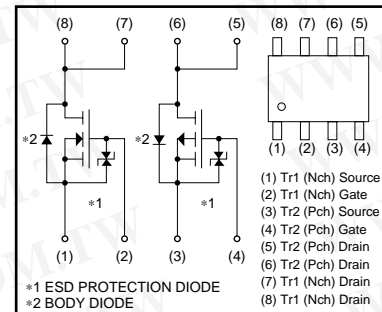 (8) (7) (6) (5)
(8) (7) (6) (5)
∗2 ∗2
∗1 ∗1
(1) (2) (3) (4)
(1) (2) (3) (4)
∗1 ESD PROTECTION DIODE
∗2 BODY DIODE
(1) Tr1 (Nch) Source
(2) Tr1 (Nch) Gate
(3) Tr2 (Pch) Source
(4) Tr2 (Pch) Gate
(5) Tr2 (Pch) Drain
(6) Tr2 (Pch) Drain
(7) Tr1 (Nch) Drain
(8) Tr1 (Nch) Drain